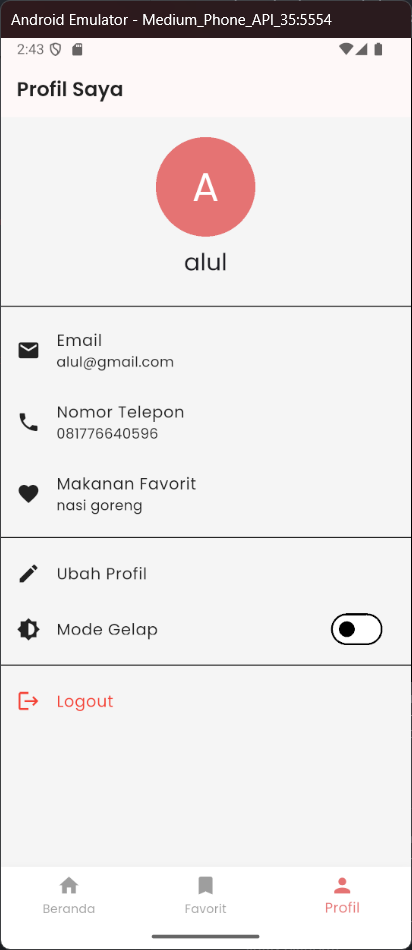 Android Emulator - Medium_Phone_API_35:5554
2:43
Profil Saya
A
alul
Email
alul@gmail.com
Nomor Telepon
081776640596
Makanan Favorit
nasi goreng
Ubah Profil
Mode Gelap
Logout
Beranda Favorit Profil